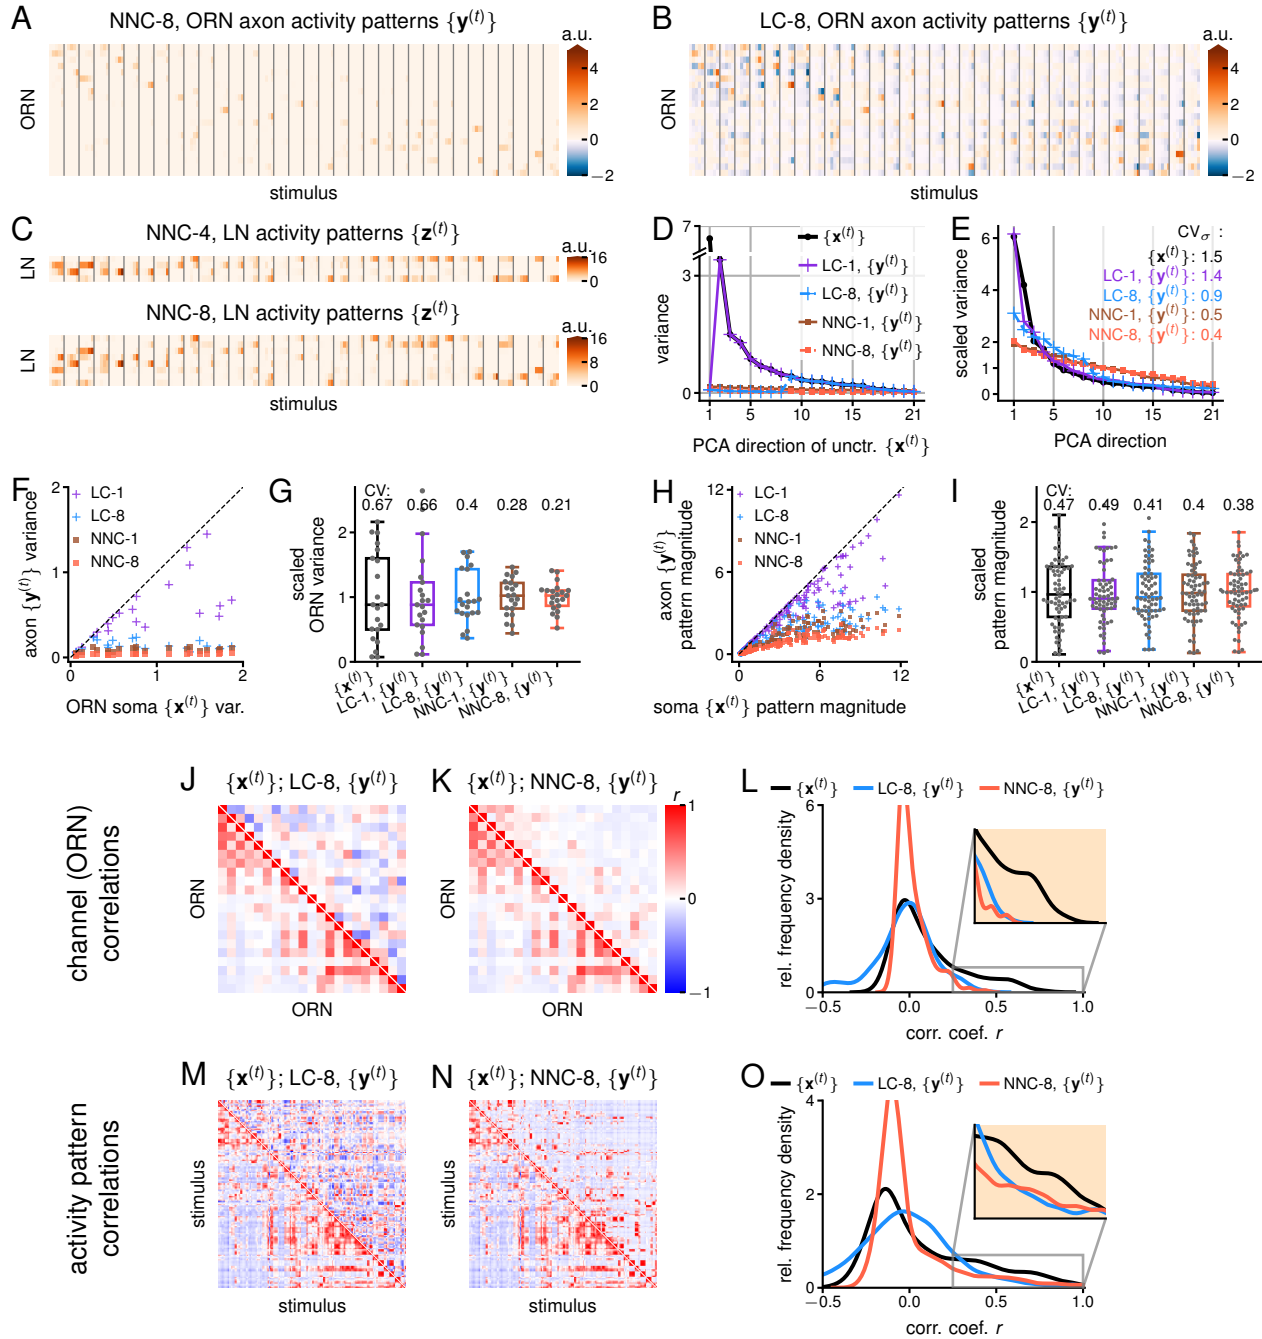 A
NNC-8, ORN axon activity patterns {y^(t)}
a.u.
4
2
0
−2
ORN
stimulus
B
LC-8, ORN axon activity patterns {y^(t)}
a.u.
4
2
0
−2
ORN
stimulus
C
NNC-4, LN activity patterns {z^(t)}
a.u.
16
0
LN
NNC-8, LN activity patterns {z^(t)}
a.u.
16
8
0
LN
stimulus
D
7
3
0
variance
{x^(t)}
LC-1, {y^(t)}
LC-8, {y^(t)}
NNC-1, {y^(t)}
NNC-8, {y^(t)}
1 5 10 15 21
PCA direction of unctr. {x^(t)}
E
6
4
2
1
0
scaled variance
CVσ :
{x^(t)}: 1.5
LC-1, {y^(t)}: 1.4
LC-8, {y^(t)}: 0.9
NNC-1, {y^(t)}: 0.5
NNC-8, {y^(t)}: 0.4
1 5 10 15 21
PCA direction
F
2
1
0
axon {y^(t)} variance
LC-1
LC-8
NNC-1
NNC-8
0 1 2
ORN soma {x^(t)} var.
G
CV:
0.67 0.66 0.4 0.28 0.21
2
1
0
scaled
ORN variance
{x^(t)}
LC-1, {y^(t)}
LC-8, {y^(t)}
NNC-1, {y^(t)}
NNC-8, {y^(t)}
H
12
6
0
axon {y^(t)}
pattern magnitude
LC-1
LC-8
NNC-1
NNC-8
0 6 12
soma {x^(t)} pattern magnitude
I
CV:
0.47 0.49 0.41 0.4 0.38
2
1
0
scaled
pattern magnitude
{x^(t)}
LC-1, {y^(t)}
LC-8, {y^(t)}
NNC-1, {y^(t)}
NNC-8, {y^(t)}
channel (ORN)
correlations
J
{x^(t)}; LC-8, {y^(t)}
ORN
ORN
K
{x^(t)}; NNC-8, {y^(t)}
ORN
ORN
r
1
0
−1
L
{x^(t)} LC-8, {y^(t)} NNC-8, {y^(t)}
6
3
0
rel. frequency density
−0.5 0.0 0.5 1.0
corr. coef. r
activity pattern
correlations
M
{x^(t)}; LC-8, {y^(t)}
stimulus
stimulus
N
{x^(t)}; NNC-8, {y^(t)}
stimulus
stimulus
O
{x^(t)} LC-8, {y^(t)} NNC-8, {y^(t)}
4
2
0
rel. frequency density
−0.5 0.0 0.5 1.0
corr. coef. r